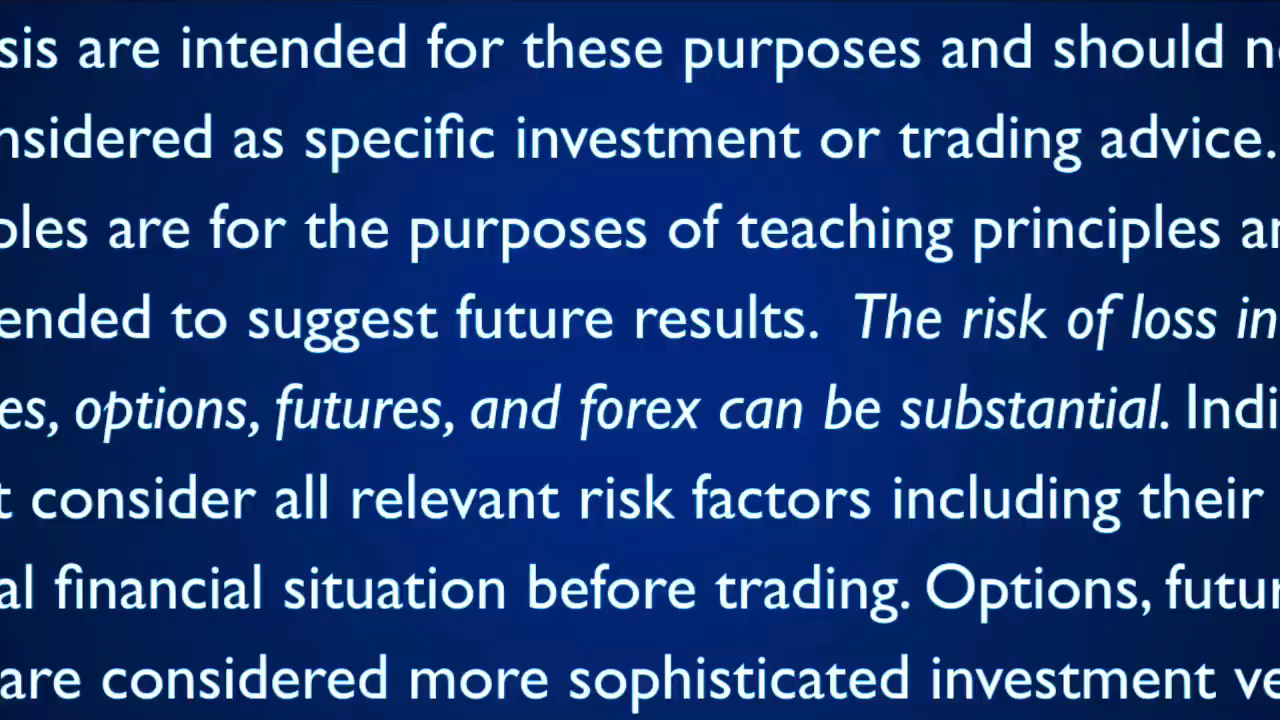 sis are intended for these purposes and should n
nsidered as specific investment or trading advice.
ples are for the purposes of teaching principles a
ended to suggest future results. The risk of loss in
es, options, futures, and forex can be substantial. Indi
t consider all relevant risk factors including their
al financial situation before trading. Options, futu
are considered more sophisticated investment ve